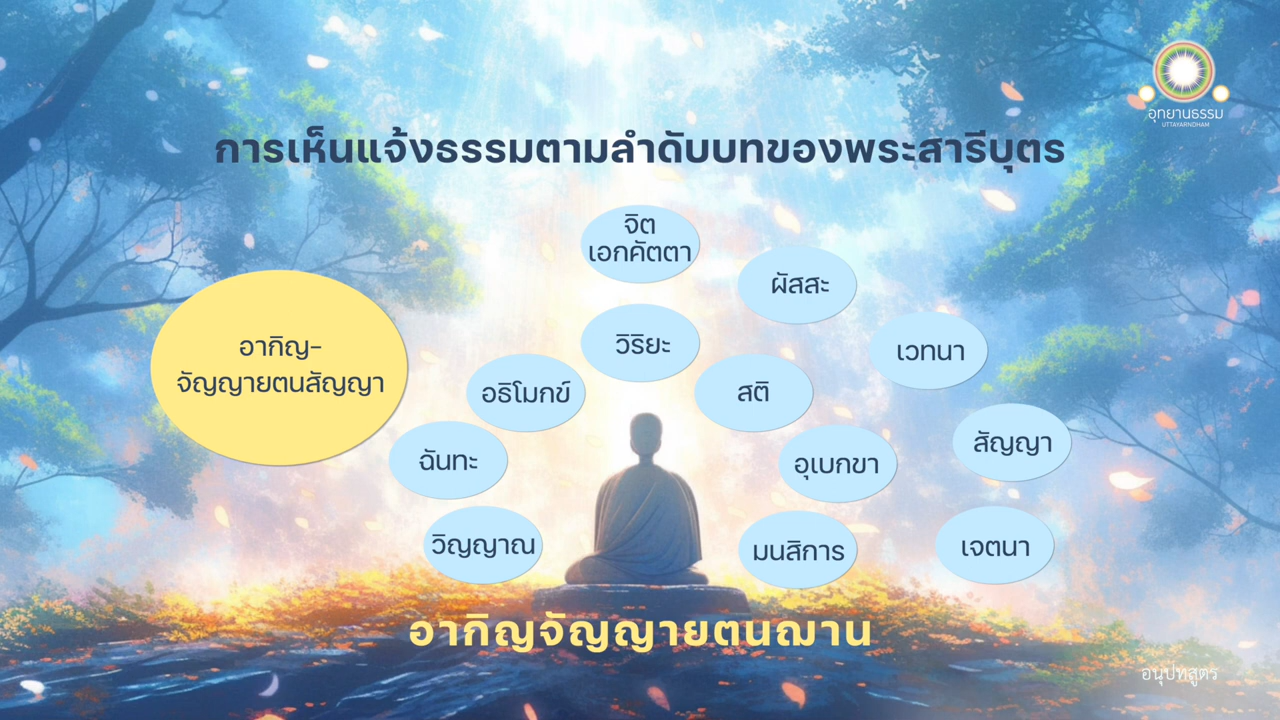 อุทยานธรรม
UTTAYARNDHAM
การเห็นแจ้งธรรมตามลำดับบทของพระสารีบุตร
จิต
เอกคัตตา
ผัสสะ
วิริยะ
เวทนา
อากิญ-
จัญญายตนสัญญา
อธิโมกข์
สติ
สัญญา
ฉันทะ
อุเบกขา
วิญญาณ
มนสิการ
เจตนา
อากิญจัญญายตนฌาน
อนุปทสูตร